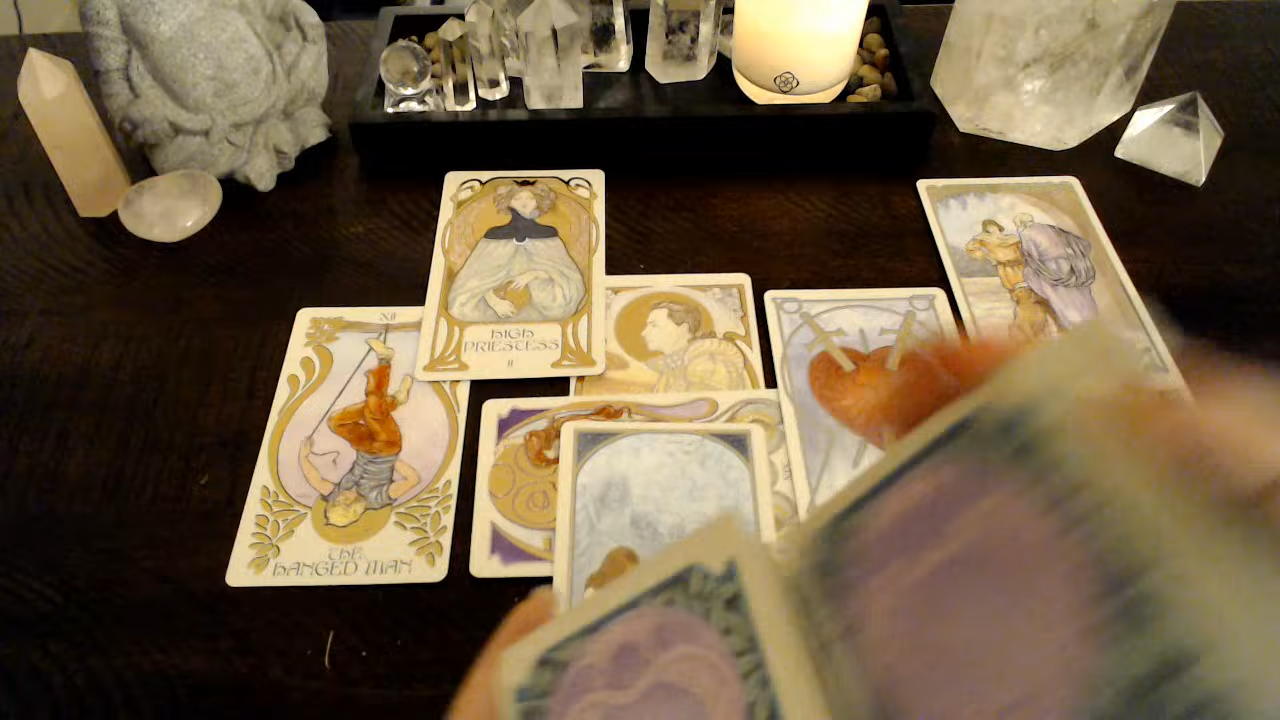 HIGH
PRIESTESS
II
XII
THE
HANGED MAN